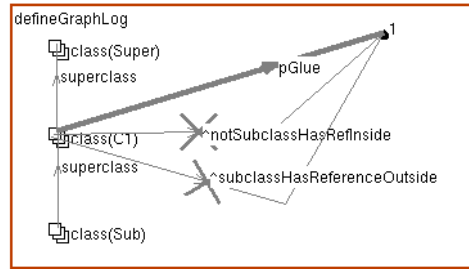 defineGraphLog
1
class(Super)
pGlue
^superclass
class(C1)
^notSubclassHasRefInside
^superclass
^subclassHasReferenceOutside
class(Sub)